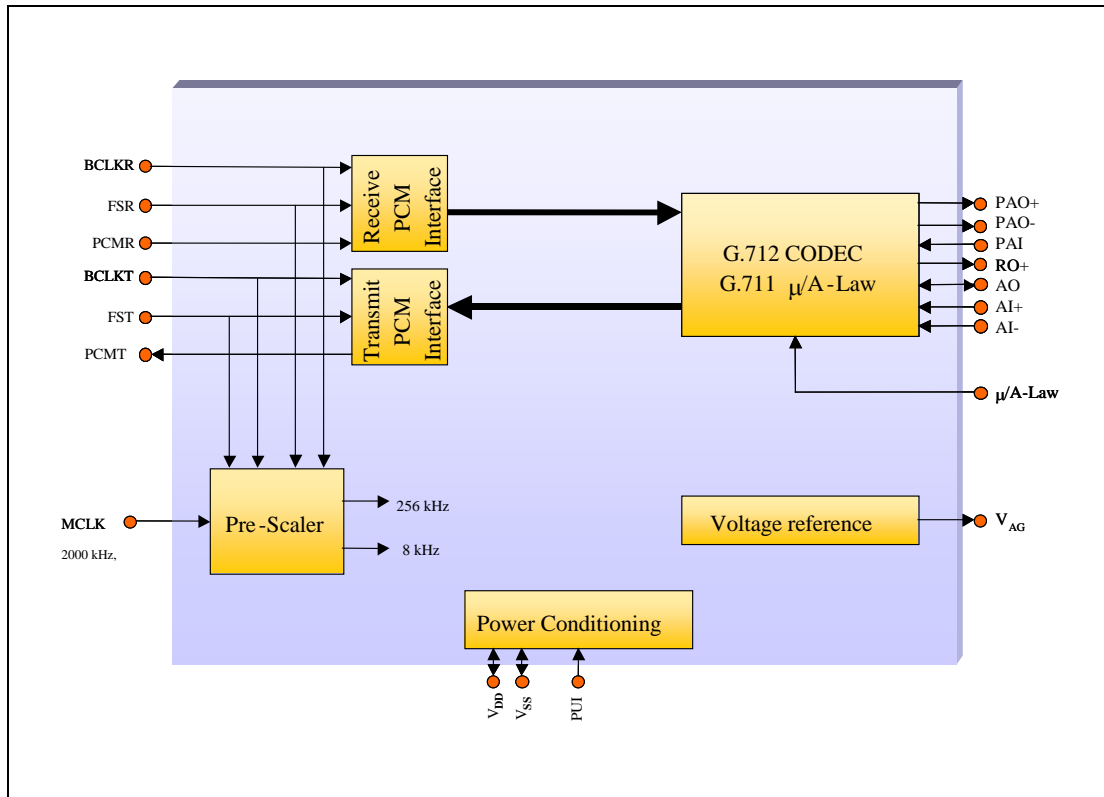 BCLKR
FSR
PCMR
BCLKT
FST
PCMT
Receive
PCM
Interface
Transmit
PCM
Interface
G.712 CODEC
G.711 μ/A-Law
PAO+
PAO-
PAI
RO+
AO
AI+
AI-
μ/A-Law
MCLK
2000 kHz,
Pre-Scaler
256 kHz
8 kHz
Voltage reference
VAG
Power Conditioning
VDD
VSS
PUI